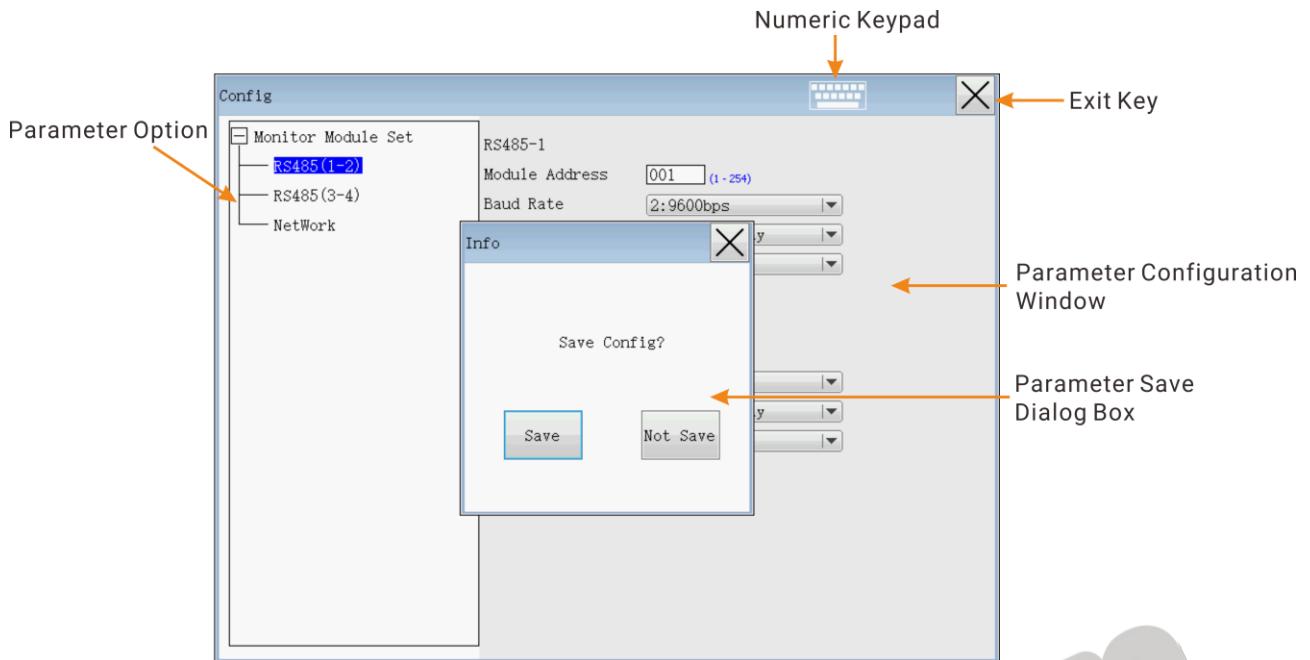 Numeric Keypad
Config
Exit Key
Parameter Option
Monitor Module Set
RS485(1-2)
RS485(3-4)
NetWork
RS485-1
Module Address 001 (1 - 254)
Baud Rate 2:9600bps
Info
Save Config?
Save Not Save
Parameter Configuration
Window
Parameter Save
Dialog Box